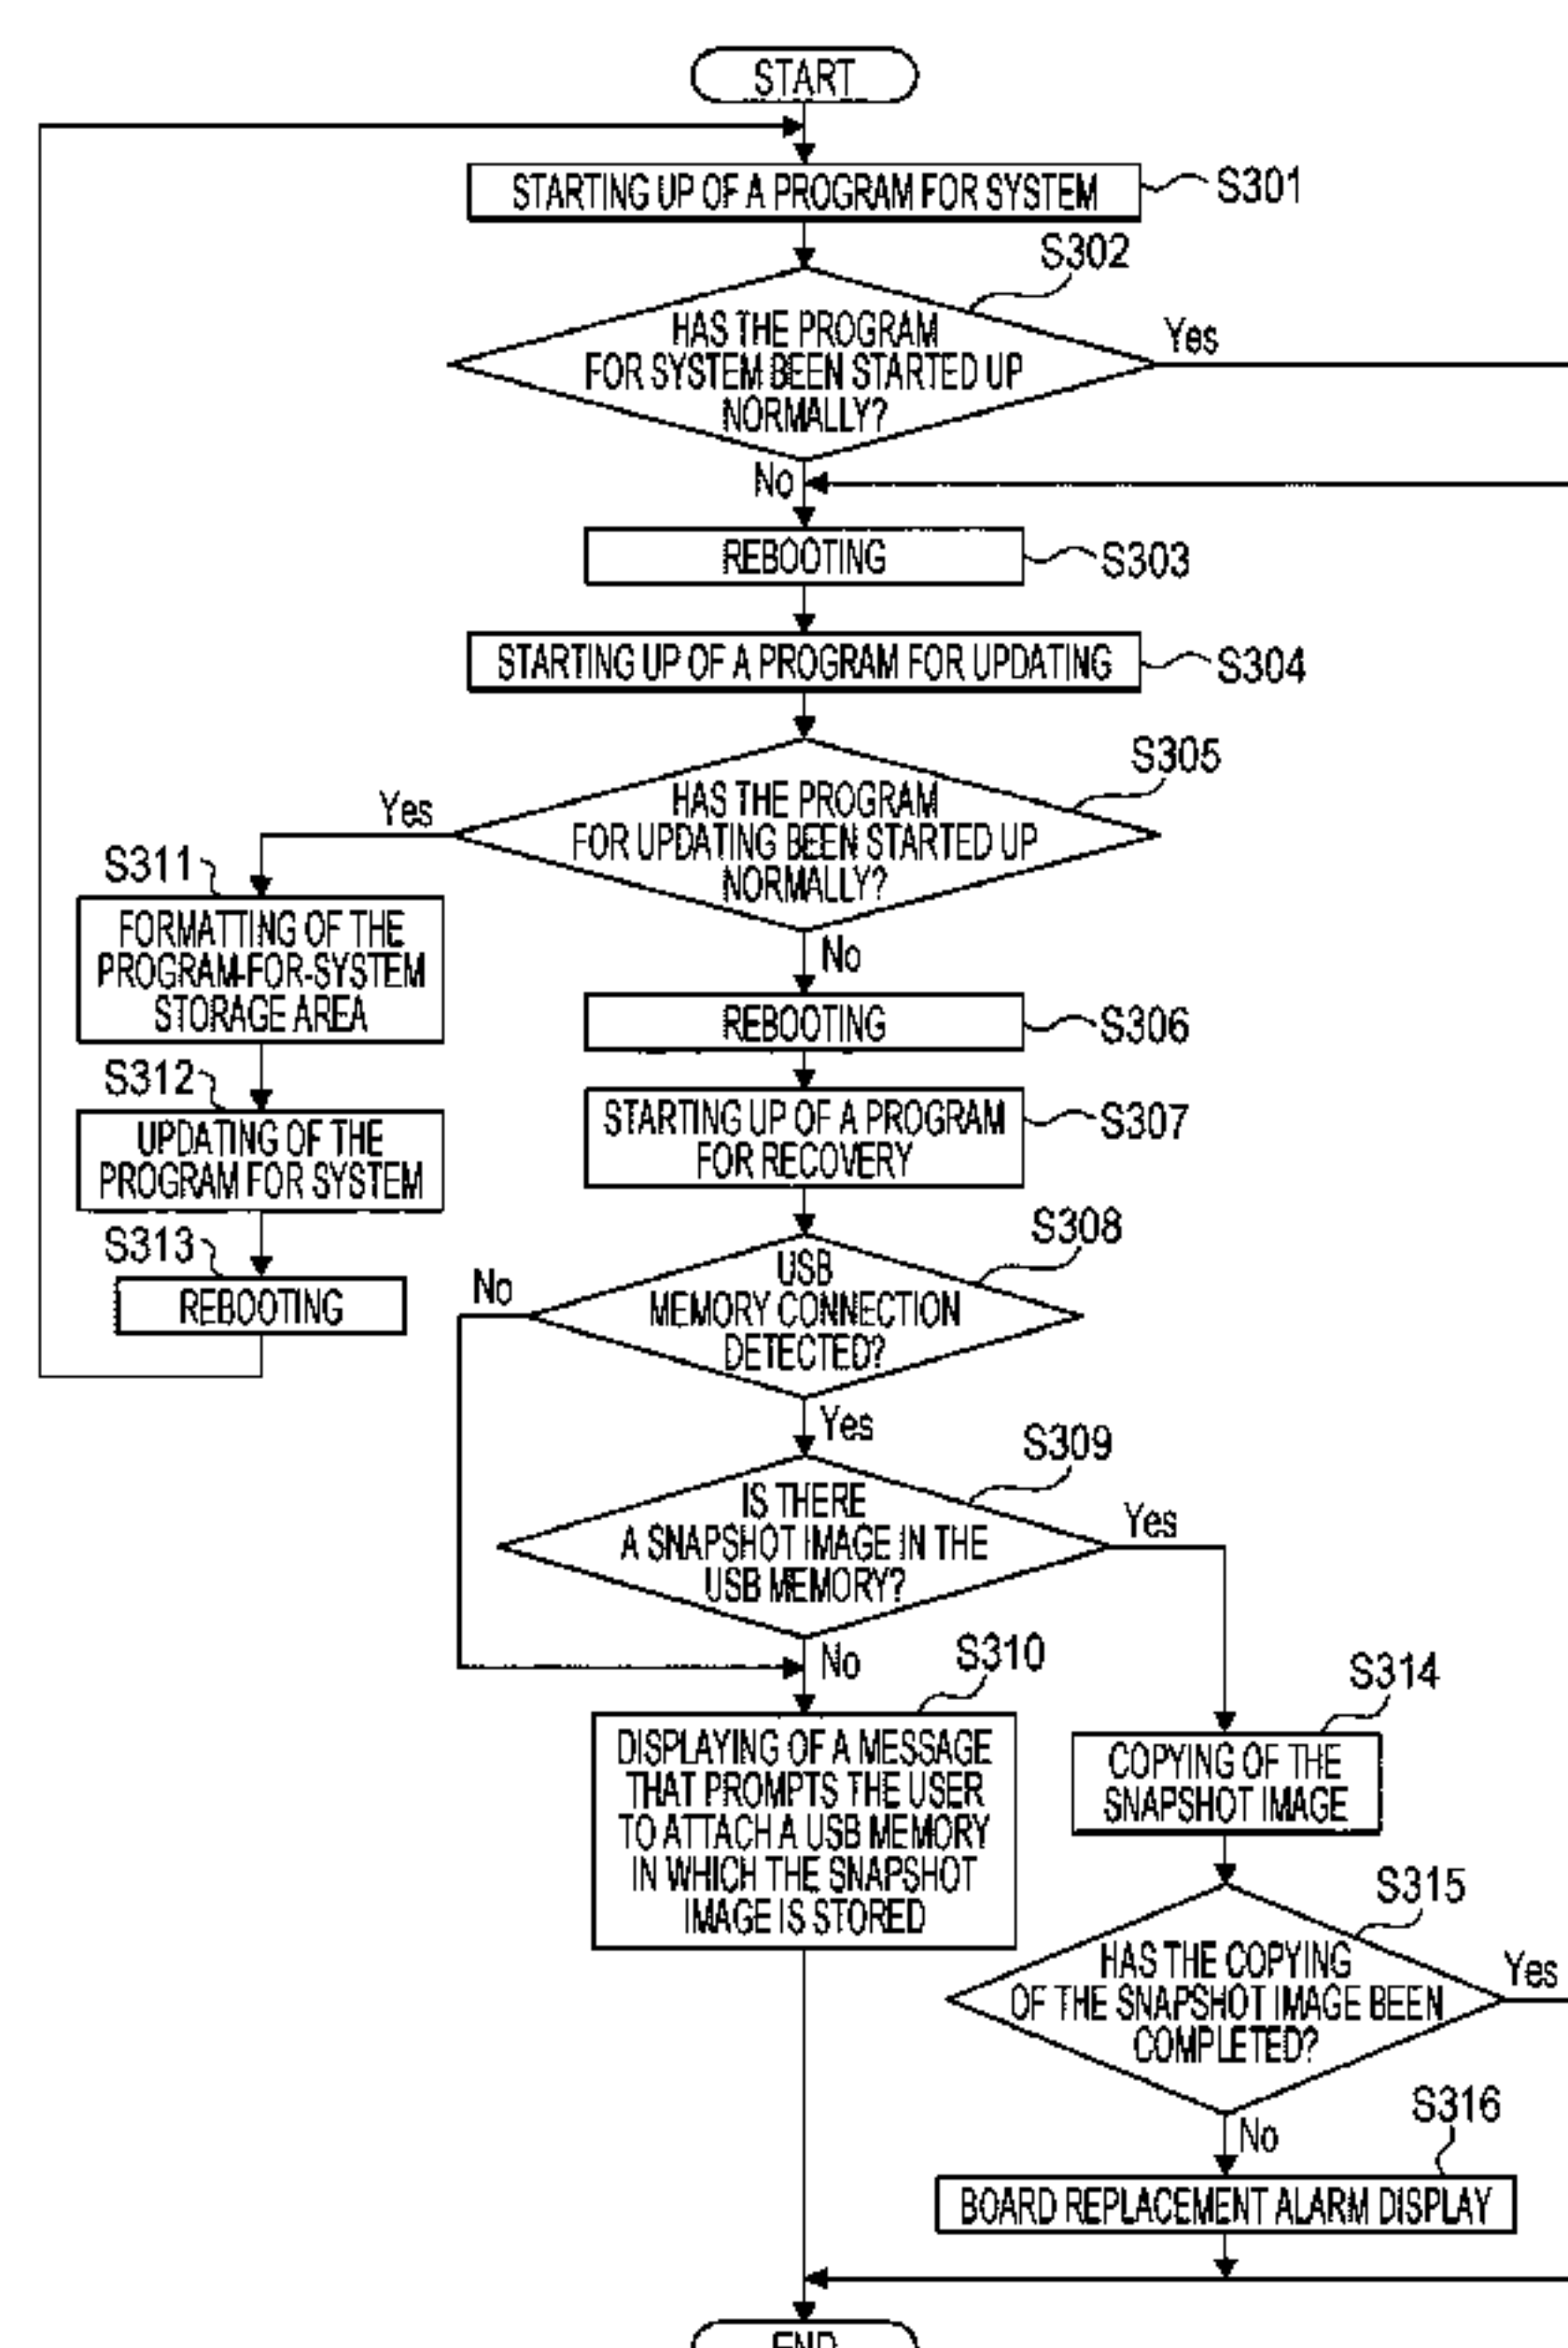 START
STARTING UP OF A PROGRAM FOR SYSTEM
S301
S302
HAS THE PROGRAM
FOR SYSTEM BEEN STARTED UP
NORMALLY?
Yes
No
REBOOTING
S303
STARTING UP OF A PROGRAM FOR UPDATING
S304
S305
HAS THE PROGRAM
FOR UPDATING BEEN STARTED UP
NORMALLY?
Yes
No
S311
FORMATTING OF THE
PROGRAM-FOR-SYSTEM
STORAGE AREA
S312
UPDATING OF THE
PROGRAM FOR SYSTEM
S313
REBOOTING
REBOOTING
S306
STARTING UP OF A PROGRAM
FOR RECOVERY
S307
S308
USB
MEMORY CONNECTION
DETECTED?
No
Yes
S309
IS THERE
A SNAPSHOT IMAGE IN THE
USB MEMORY?
Yes
No
S310
DISPLAYING OF A MESSAGE
THAT PROMPTS THE USER
TO ATTACH A USB MEMORY
IN WHICH THE SNAPSHOT
IMAGE IS STORED
S314
COPYING OF THE
SNAPSHOT IMAGE
S315
HAS THE COPYING
OF THE SNAPSHOT IMAGE BEEN
COMPLETED?
Yes
No
S316
BOARD REPLACEMENT ALARM DISPLAY
END